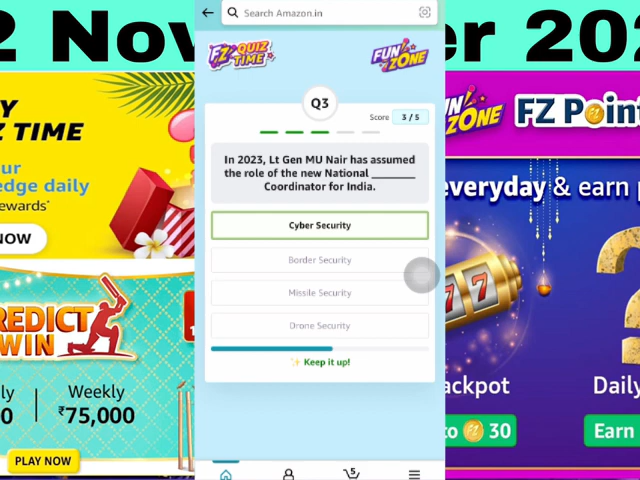 2 Nov
er 202
Search Amazon.in
FZ QUIZ TIME
FUN ZONE
Q3
Score 3 / 5
In 2023, Lt Gen MU Nair has assumed
the role of the new National ________
Coordinator for India.
Cyber Security
Border Security
Missile Security
Drone Security
✨ Keep it up!
5
Y
Z TIME
ur
edge daily
ewards*
NOW
REDICT
WIN
ly
Weekly
0
₹75,000
PLAY NOW
UN
ZONE
FZ Point
everyday & earn p
77
ackpot
Daily
to FZ 30
Earn